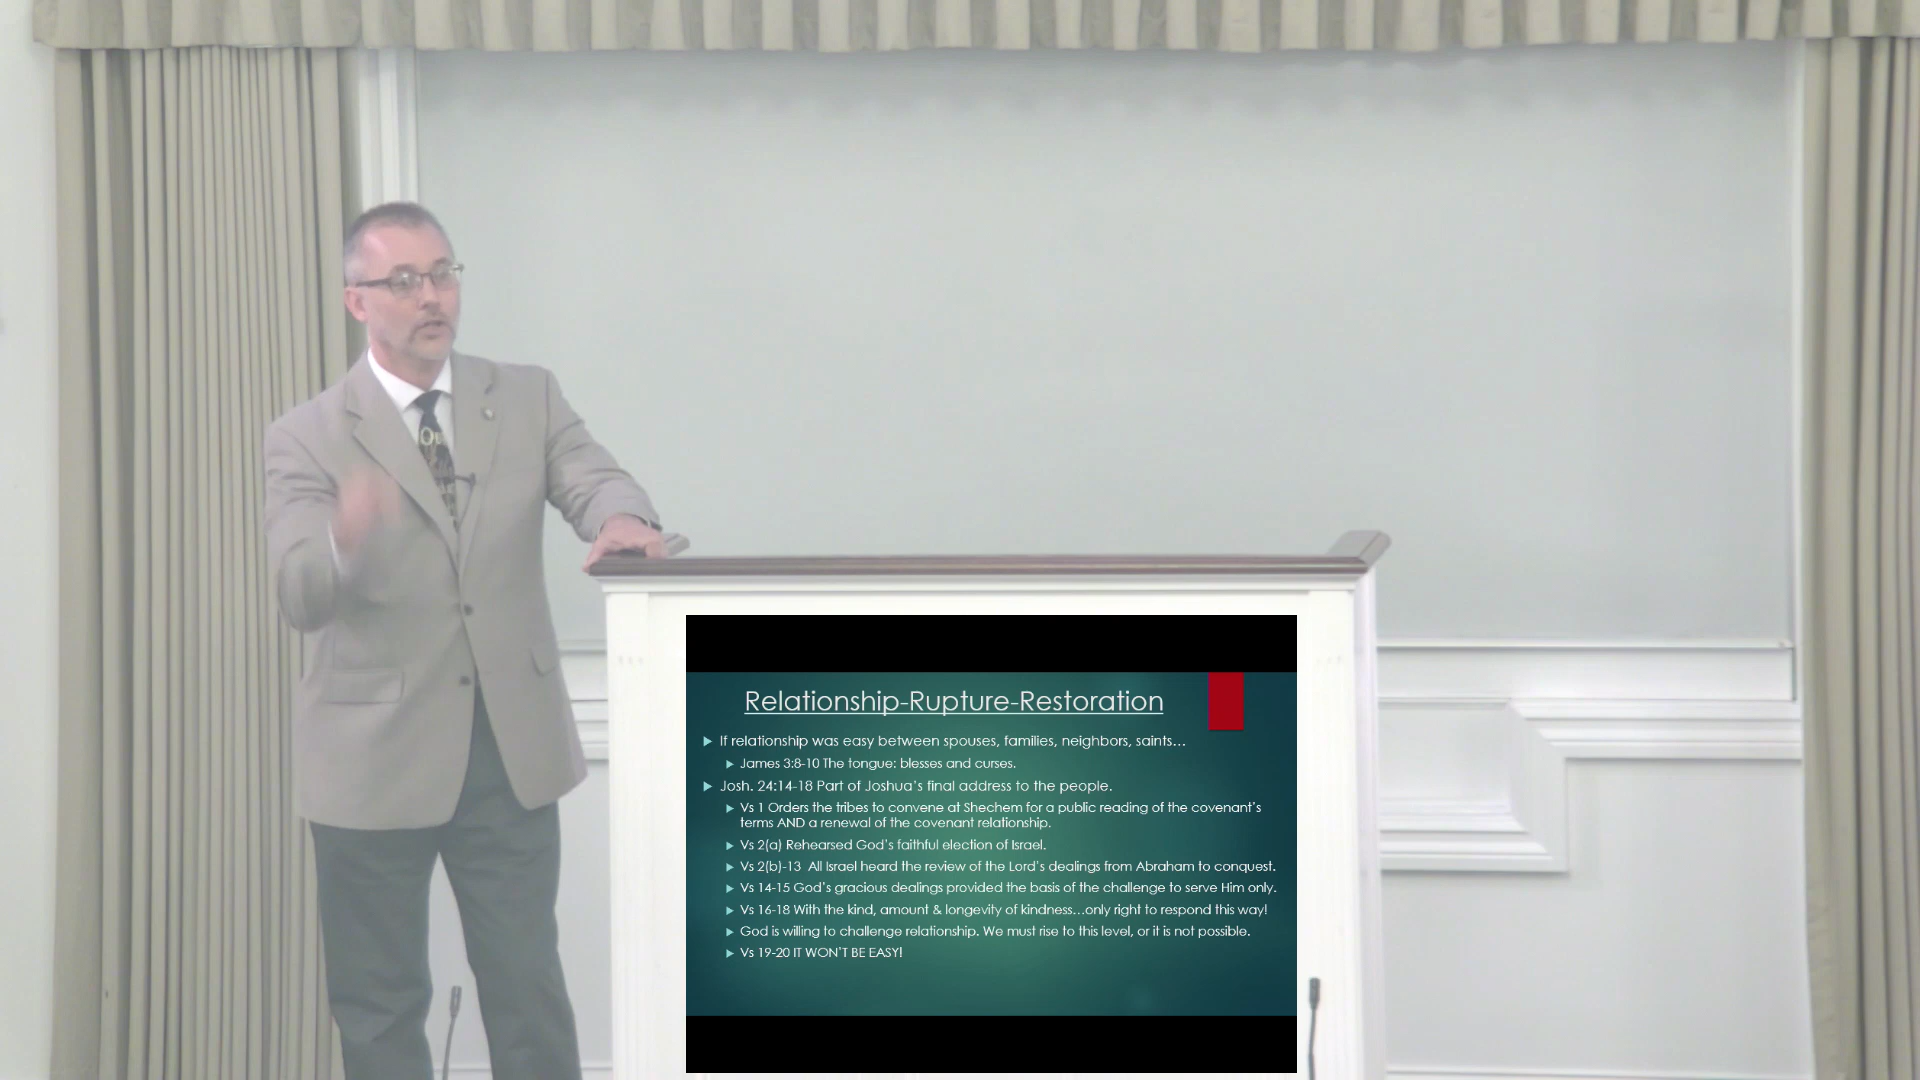 Relationship-Rupture-Restoration
If relationship was easy between spouses, families, neighbors, saints…
James 3:8-10 The tongue: blesses and curses.
Josh. 24:14-18 Part of Joshua's final address to the people.
Vs 1 Orders the tribes to convene at Shechem for a public reading of the covenant's
terms AND a renewal of the covenant relationship.
Vs 2(a) Rehearsed God's faithful election of Israel.
Vs 2(b)-13 All Israel heard the review of the Lord's dealings from Abraham to conquest.
Vs 14-15 God's gracious dealings provided the basis of the challenge to serve Him only.
Vs 16-18 With the kind, amount & longevity of kindness…only right to respond this way!
God is willing to challenge relationship. We must rise to this level, or it is not possible.
Vs 19-20 IT WON'T BE EASY!